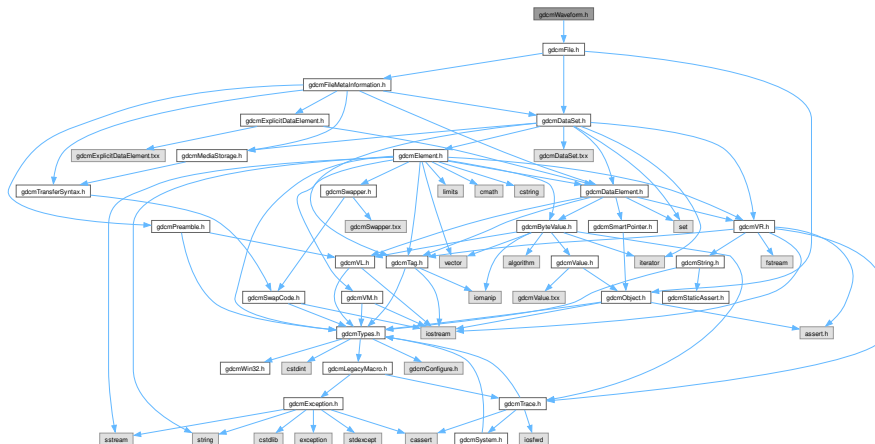 gdcmWaveform.h
gdcmFile.h
gdcmFileMetaInformation.h
gdcmExplicitDataElement.h
gdcmDataSet.h
gdcmExplicitDataElement.txx
gdcmMediaStorage.h
gdcmElement.h
gdcmDataSet.txx
gdcmTransferSyntax.h
gdcmSwapper.h
limits
cmath
cstring
gdcmDataElement.h
gdcmPreamble.h
gdcmSwapper.txx
gdcmByteValue.h
gdcmSmartPointer.h
set
gdcmVR.h
gdcmVL.h
gdcmTag.h
vector
algorithm
gdcmValue.h
iterator
gdcmString.h
fstream
gdcmSwapCode.h
gdcmVM.h
iomanip
gdcmValue.txx
gdcmObject.h
gdcmStaticAssert.h
gdcmTypes.h
iostream
assert.h
gdcmWin32.h
cstdint
gdcmLegacyMacro.h
gdcmConfigure.h
gdcmException.h
gdcmTrace.h
sstream
string
cstdlib
exception
stdexcept
cassert
gdcmSystem.h
iosfwd